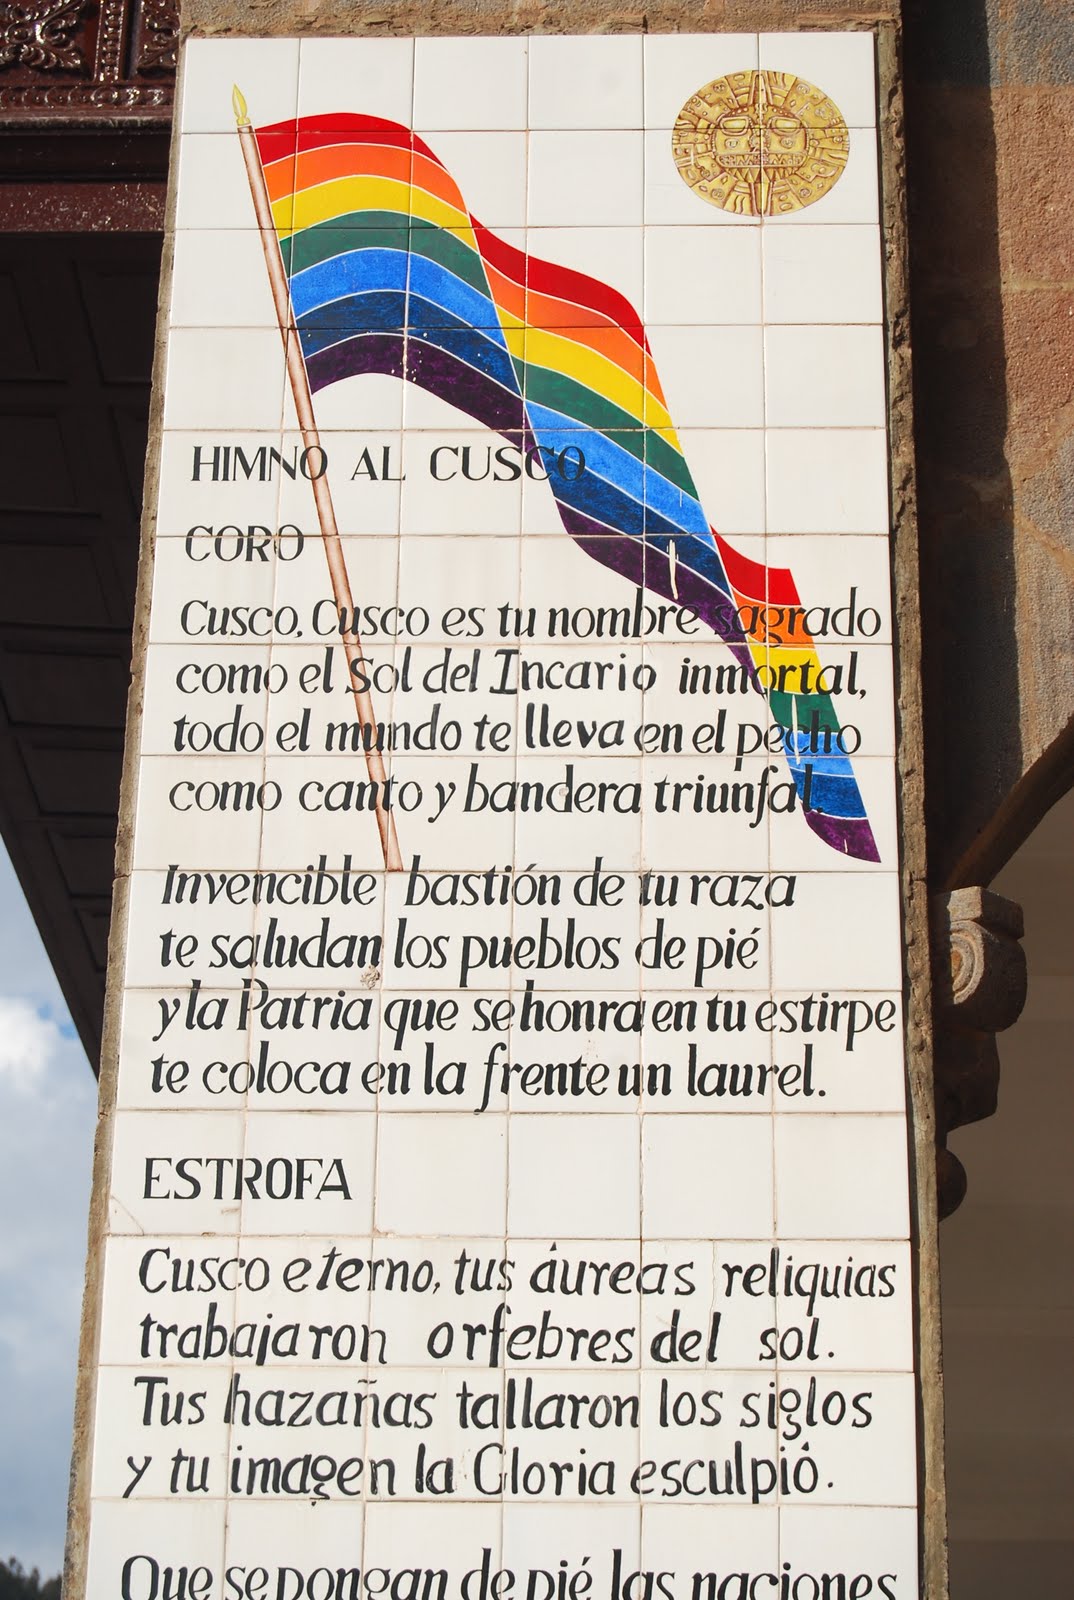 HIMNO AL CUSCO
CORO
Cusco, Cusco es tu nombre sagrado
como el Sol del Incario inmortal,
todo el mundo te lleva en el pecho
como canto y bandera triunfal.
Invencible bastión de tu raza
te saludan los pueblos de pié
y la Patria que se honra en tu estirpe
te coloca en la frente un laurel.
ESTROFA
Cusco eterno, tus áureas reliquias
trabajaron orfebres del sol.
Tus hazañas tallaron los siglos
y tu imagen la Gloria esculpió.
Que se pongan de pié las naciones